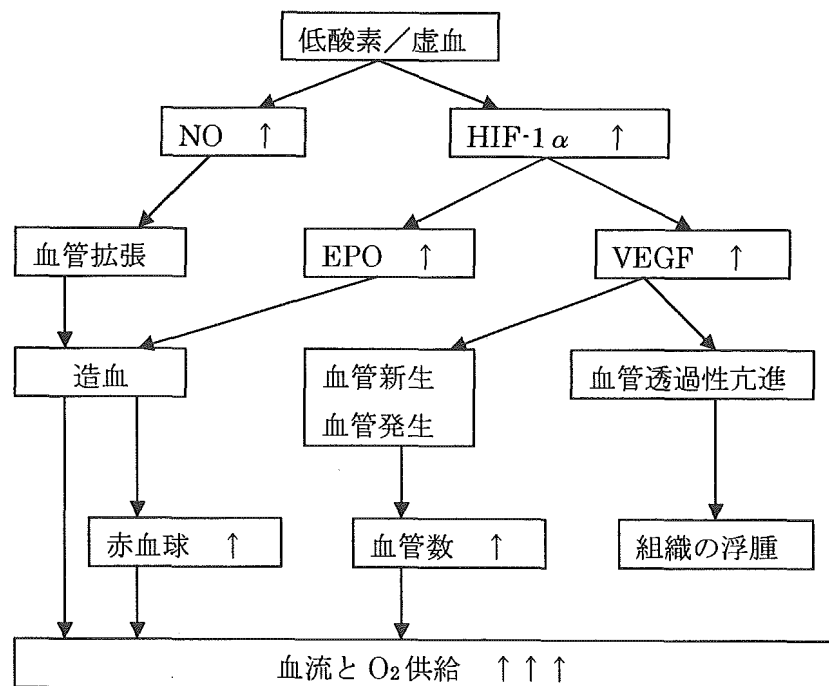 低酸素／虚血
NO ↑
HIF-1α ↑
血管拡張
EPO ↑
VEGF ↑
造血
血管新生
血管発生
血管透過性亢進
赤血球 ↑
血管数 ↑
組織の浮腫
血流と O₂供給 ↑↑↑